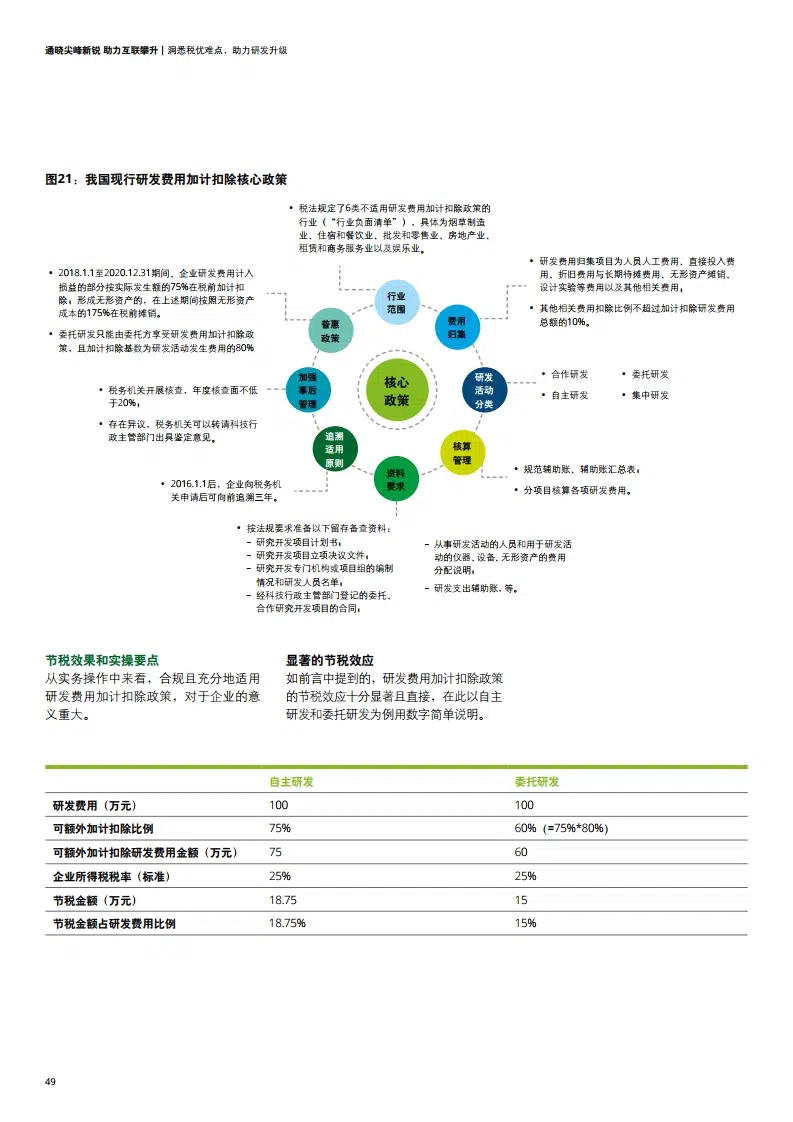 通晓尖峰新锐 助力互联攀升 | 洞悉税优难点，助力研发升级
图21：我国现行研发费用加计扣除核心政策
• 税法规定了6类不适用研发费用加计扣除政策的
行业（“行业负面清单”），具体为烟草制造
业、住宿和餐饮业、批发和零售业、房地产业、
租赁和商务服务业以及娱乐业。
• 研发费用归集项目为人员人工费用、直接投入费
用、折旧费用与长期待摊费用、无形资产摊销、
设计实验等费用以及其他相关费用；
• 其他相关费用扣除比例不超过加计扣除研发费用
总额的10%。
• 2018.1.1至2020.12.31期间，企业研发费用计入
损益的部分按实际发生额的75%在税前加计扣
除；形成无形资产的，在上述期间按照无形资产
成本的175%在税前摊销。
• 委托研发只能由委托方享受研发费用加计扣除政
策，且加计扣除基数为研发活动发生费用的80%
行业
范围
费用
归集
普惠
政策
加强
事后
管理
核心
政策
研发
活动
分类
• 合作研发
• 委托研发
• 自主研发
• 集中研发
• 税务机关开展核查，年度核查面不低
于20%；
• 存在异议，税务机关可以转请科技行
政主管部门出具鉴定意见。
追溯
适用
原则
核算
管理
资料
要求
• 规范辅助账、辅助账汇总表；
• 分项目核算各项研发费用。
• 2016.1.1后，企业向税务机
关申请后可向前追溯三年。
• 按法规要求准备以下留存备查资料：
– 研究开发项目计划书；
– 研究开发项目立项决议文件；
– 研究开发专门机构或项目组的编制
情况和研发人员名单；
– 经科技行政主管部门登记的委托、
合作研究开发项目的合同；
– 从事研发活动的人员和用于研发活
动的仪器、设备、无形资产的费用
分配说明；
– 研发支出辅助账，等。
节税效果和实操要点
从实务操作中来看，合规且充分地适用
研发费用加计扣除政策，对于企业的意
义重大。
显著的节税效应
如前言中提到的，研发费用加计扣除政策
的节税效应十分显著且直接，在此以自主
研发和委托研发为例用数字简单说明。
自主研发 委托研发
研发费用（万元） 100 100
可额外加计扣除比例 75% 60%（=75%*80%）
可额外加计扣除研发费用金额（万元） 75 60
企业所得税税率（标准） 25% 25%
节税金额（万元） 18.75 15
节税金额占研发费用比例 18.75% 15%
49